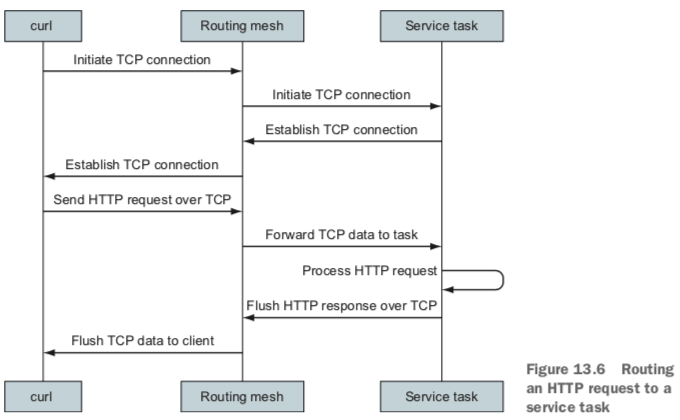 curl
Routing mesh
Service task
Initiate TCP connection
Initiate TCP connection
Establish TCP connection
Establish TCP connection
Send HTTP request over TCP
Forward TCP data to task
Process HTTP request
Flush HTTP response over TCP
Flush TCP data to client
curl
Routing mesh
Service task
Figure 13.6 Routing
an HTTP request to a
service task